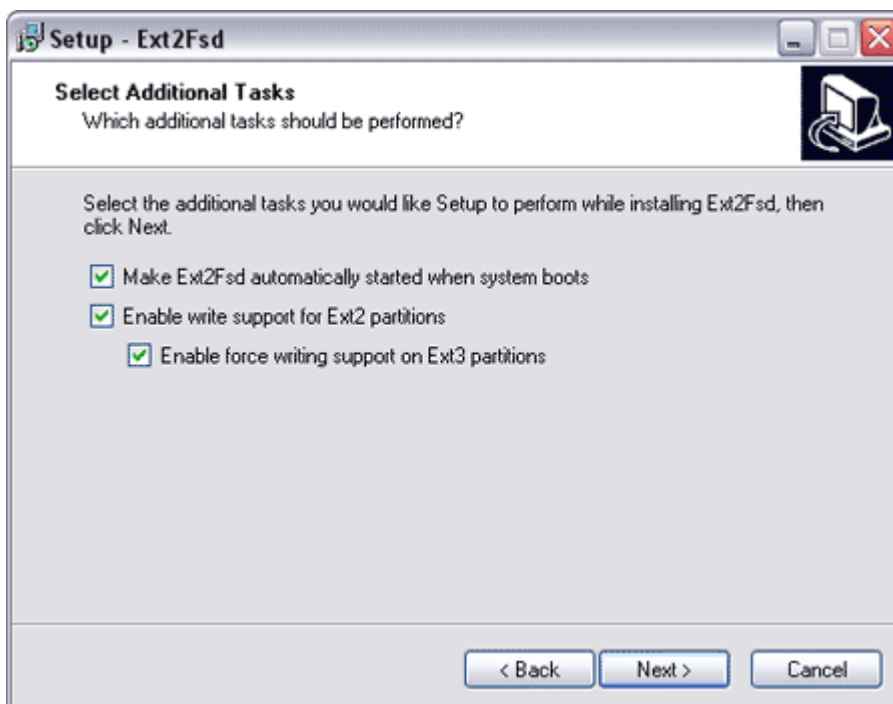 Setup - Ext2Fsd
Select Additional Tasks
Which additional tasks should be performed?
Select the additional tasks you would like Setup to perform while installing Ext2Fsd, then
click Next.
Make Ext2Fsd automatically started when system boots
Enable write support for Ext2 partitions
Enable force writing support on Ext3 partitions
< Back
Next >
Cancel